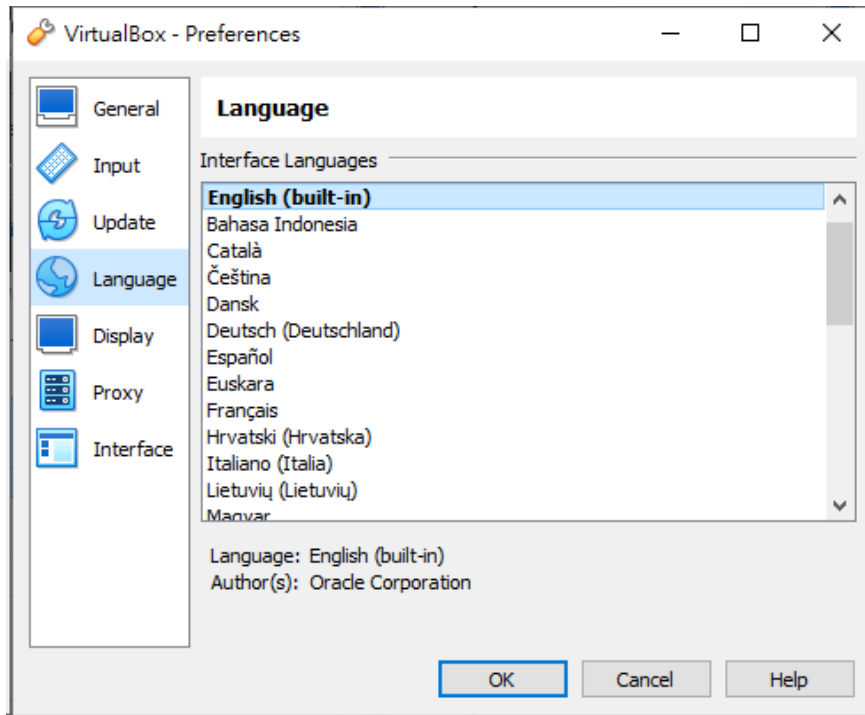 VirtualBox - Preferences
General
Input
Update
Language
Display
Proxy
Interface
Language
Interface Languages
English (built-in)
Bahasa Indonesia
Català
Čeština
Dansk
Deutsch (Deutschland)
Español
Euskara
Français
Hrvatski (Hrvatska)
Italiano (Italia)
Lietuvių (Lietuvių)
Magyar
Language: English (built-in)
Author(s): Oracle Corporation
OK Cancel Help